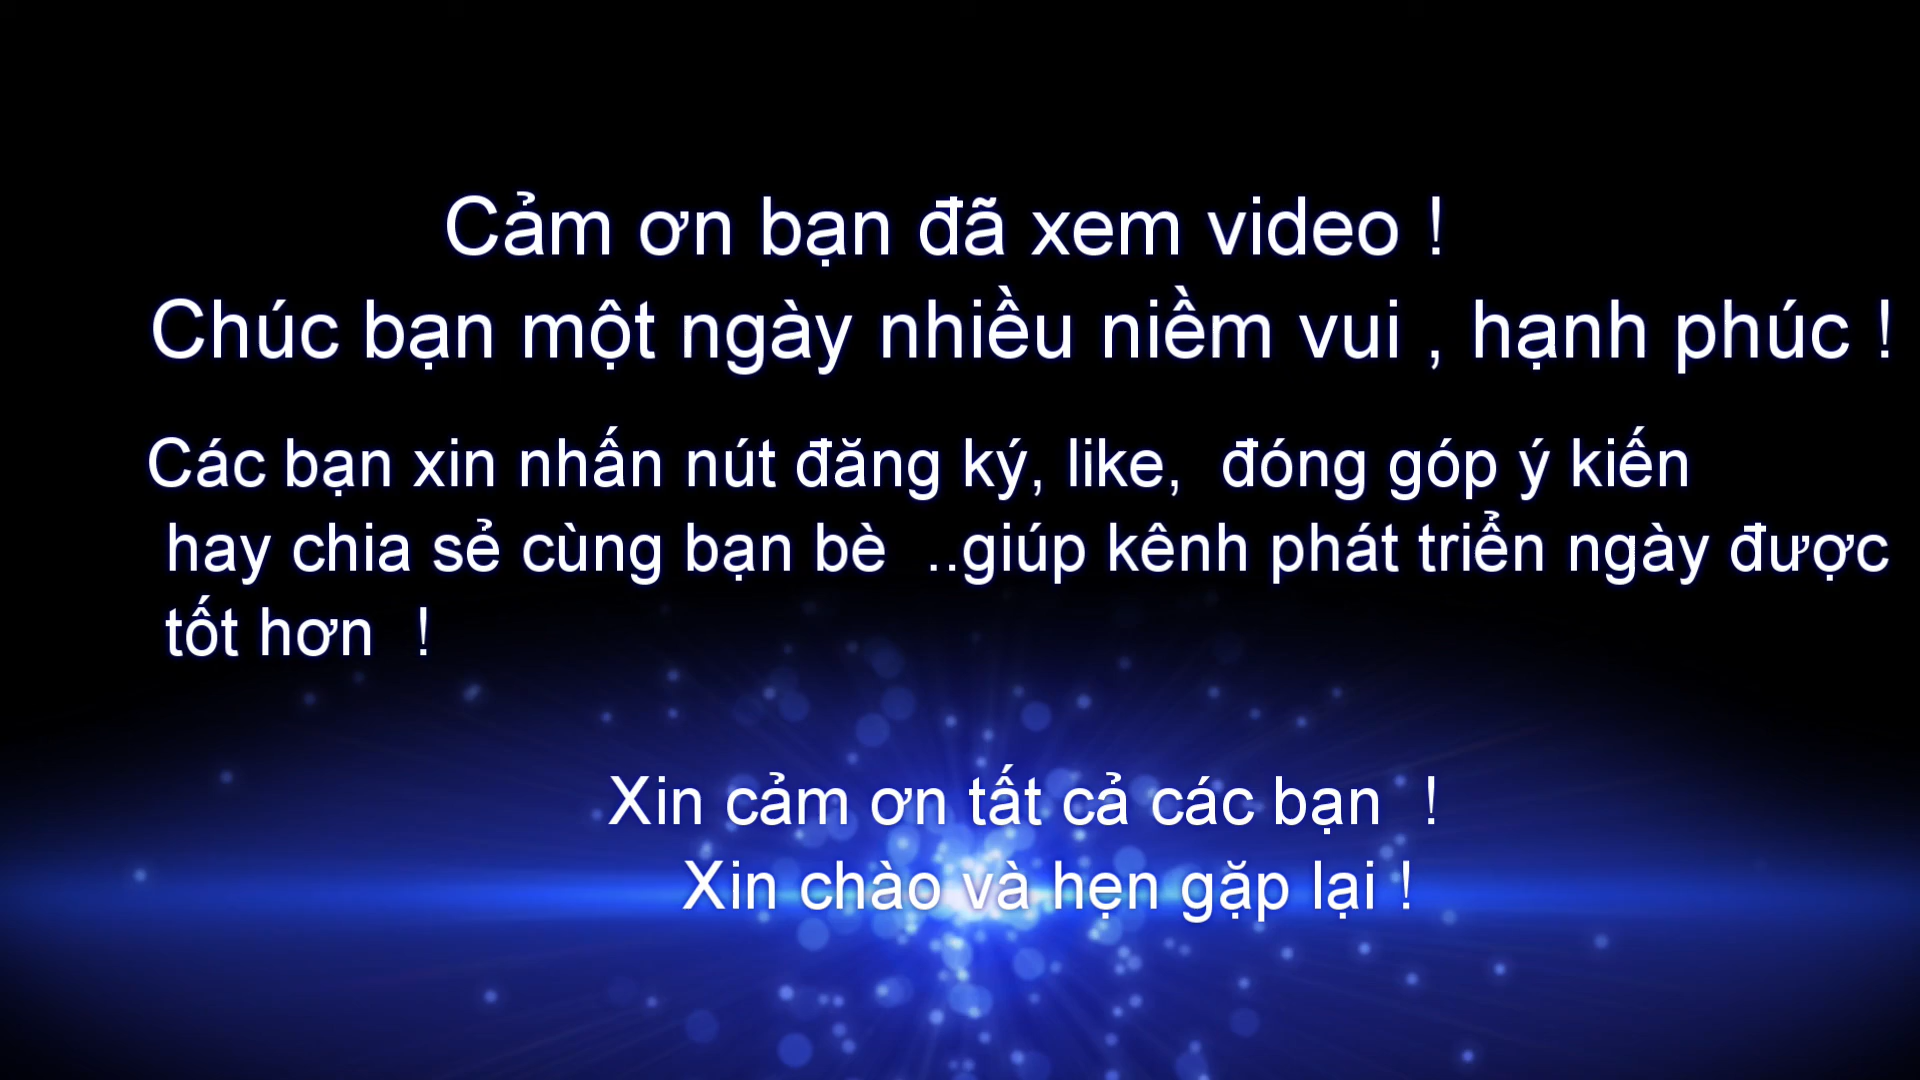 Cảm ơn bạn đã xem video !
Chúc bạn một ngày nhiều niềm vui , hạnh phúc !
Các bạn xin nhấn nút đăng ký, like,  đóng góp ý kiến
hay chia sẻ cùng bạn bè  ..giúp kênh phát triển ngày được
tốt hơn  !
Xin cảm ơn tất cả các bạn  !
Xin chào và hẹn gặp lại !